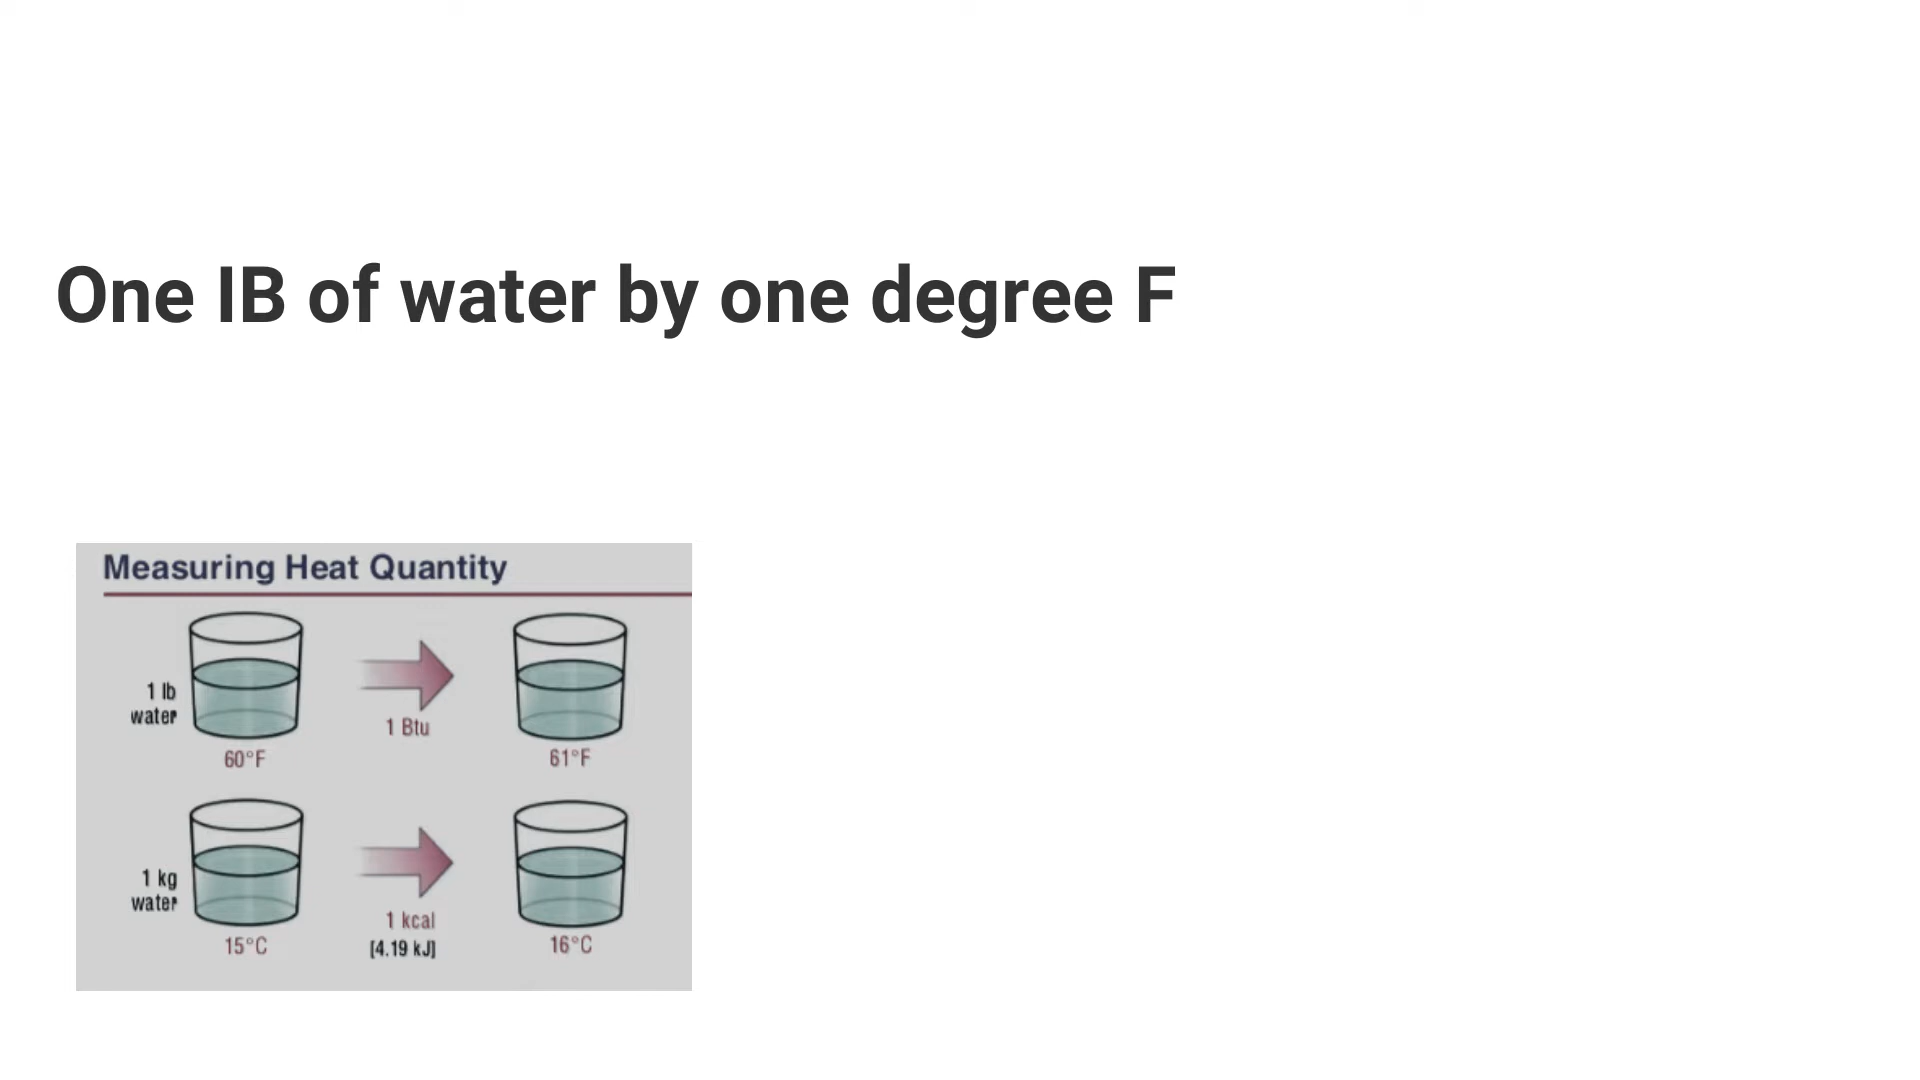 One IB of water by one degree F
Measuring Heat Quantity
1 lb
water
1 Btu
60°F
61°F
1 kg
water
1 kcal
[4.19 kJ]
15°C
16°C